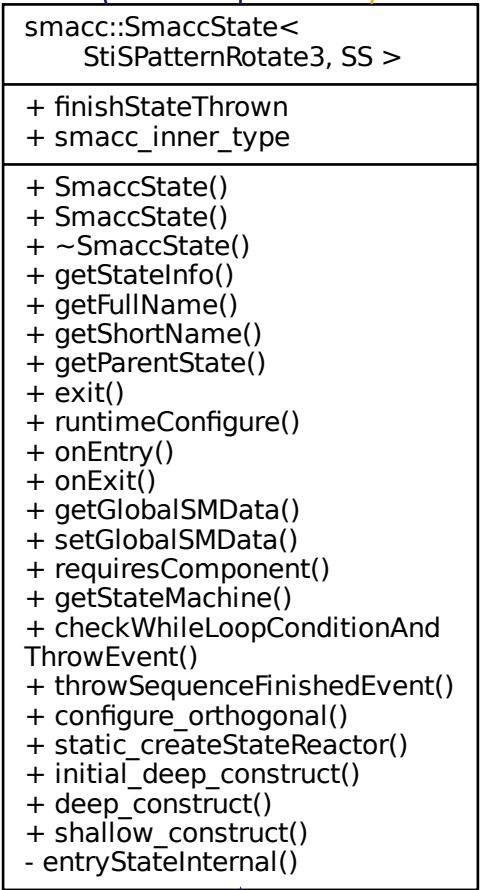 smacc::SmaccState<
StiSPatternRotate3, SS >
+ finishStateThrown
+ smacc_inner_type
+ SmaccState()
+ SmaccState()
+ ~SmaccState()
+ getStateInfo()
+ getFullName()
+ getShortName()
+ getParentState()
+ exit()
+ runtimeConfigure()
+ onEntry()
+ onExit()
+ getGlobalSMData()
+ setGlobalSMData()
+ requiresComponent()
+ getStateMachine()
+ checkWhileLoopConditionAnd
ThrowEvent()
+ throwSequenceFinishedEvent()
+ configure_orthogonal()
+ static_createStateReactor()
+ initial_deep_construct()
+ deep_construct()
+ shallow_construct()
- entryStateInternal()